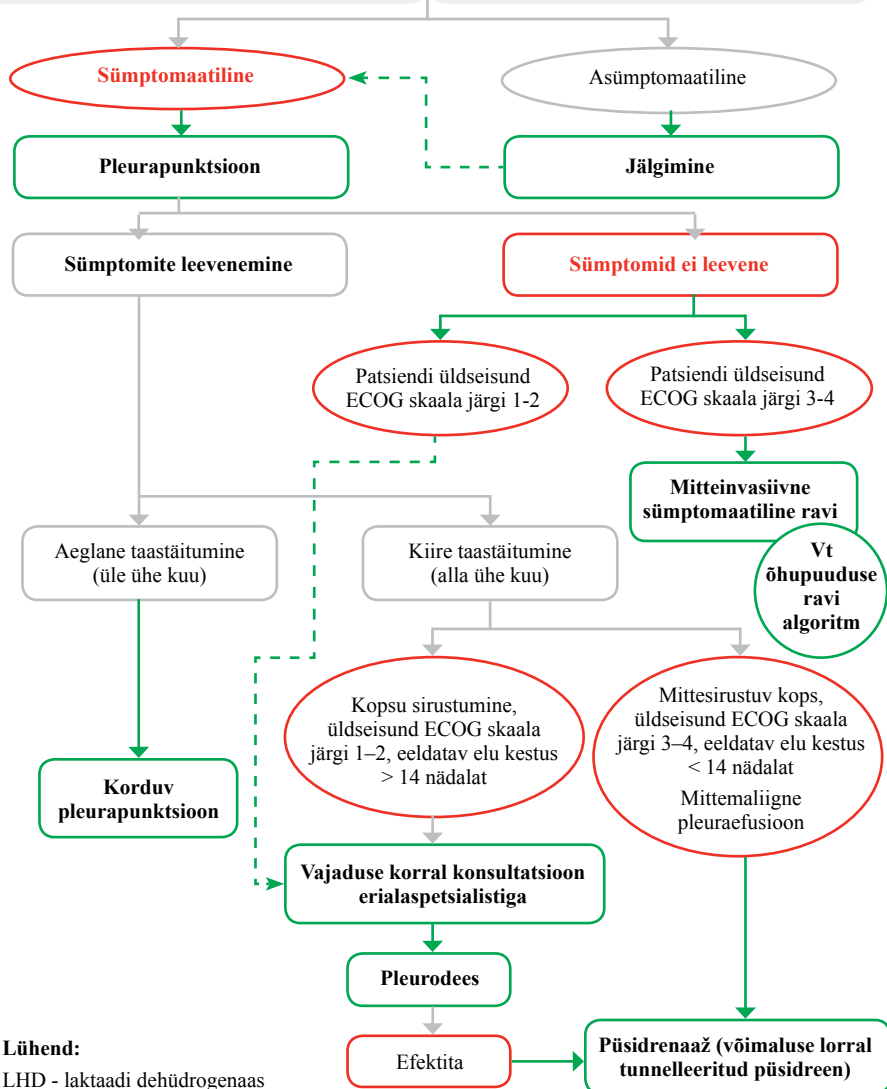 Sümptomaatiline
Asümptomaatiline
Pleurapunktsioon
Jälgimine
Sümptomite leevenemine
Sümptomid ei leevene
Patsiendi üldseisund
ECOG skaala järgi 1-2
Patsiendi üldseisund
ECOG skaala järgi 3-4
Mitteinvasiivne
sümptomaatiline ravi
Vt
õhupuuduse
ravi
algoritm
Aeglane taastäitumine
(üle ühe kuu)
Kiire taastäitumine
(alla ühe kuu)
Kopsu sirustumine,
üldseisund ECOG skaala
järgi 1–2, eeldatav elu kestus
> 14 nädalat
Mittesirustuv kops,
üldseisund ECOG skaala
järgi 3–4, eeldatav elu kestus
< 14 nädalat
Mittemaliigne
pleuraefusioon
Korduv
pleurapunktsioon
Vajaduse korral konsultatsioon
erialaspetsialistiga
Pleurodees
Efektita
Püsidrenaaž (võimaluse lorral
tunnelleeritud püsidreen)
Lühend:
LHD - laktaadi dehüdrogenaas